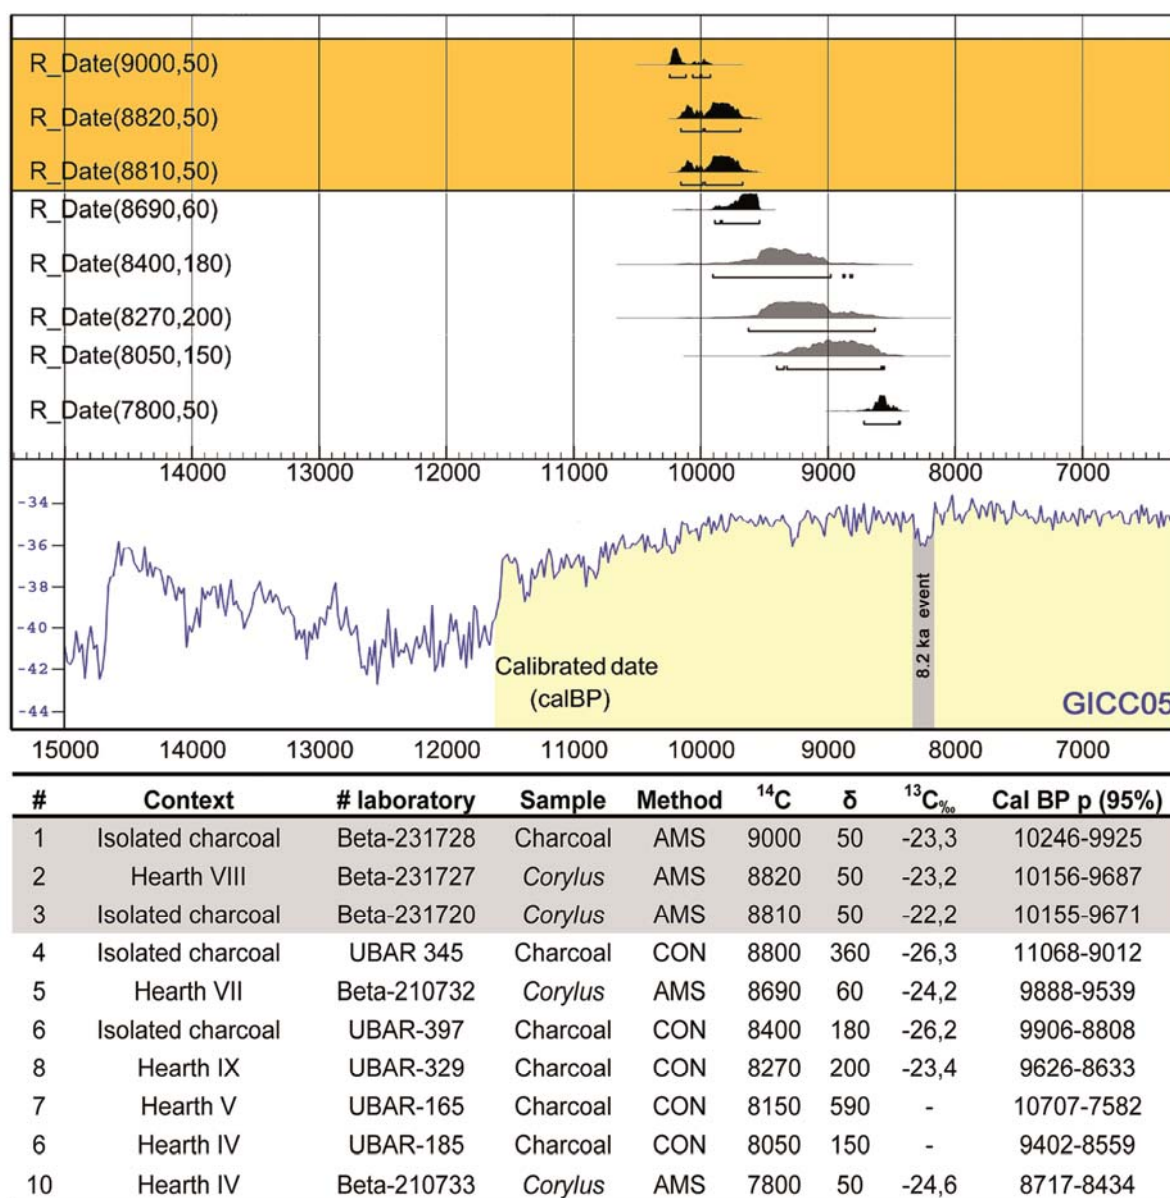 R_Date(9000,50)
R_Date(8820,50)
R_Date(8810,50)
R_Date(8690,60)
R_Date(8400,180)
R_Date(8270,200)
R_Date(8050,150)
R_Date(7800,50)
14000 13000 12000 11000 10000 9000 8000 7000
-34
-36
-38
-40
-42
-44
8.2 ka event
Calibrated date
(calBP)
GICC05
15000 14000 13000 12000 11000 10000 9000 8000 7000
# Context # laboratory Sample Method ¹⁴C δ ¹³C‰ Cal BP p (95%)
1 Isolated charcoal Beta-231728 Charcoal AMS 9000 50 -23,3 10246-9925
2 Hearth VIII Beta-231727 Corylus AMS 8820 50 -23,2 10156-9687
3 Isolated charcoal Beta-231720 Corylus AMS 8810 50 -22,2 10155-9671
4 Isolated charcoal UBAR 345 Charcoal CON 8800 360 -26,3 11068-9012
5 Hearth VII Beta-210732 Corylus AMS 8690 60 -24,2 9888-9539
6 Isolated charcoal UBAR-397 Charcoal CON 8400 180 -26,2 9906-8808
8 Hearth IX UBAR-329 Charcoal CON 8270 200 -23,4 9626-8633
7 Hearth V UBAR-165 Charcoal CON 8150 590 - 10707-7582
6 Hearth IV UBAR-185 Charcoal CON 8050 150 - 9402-8559
10 Hearth IV Beta-210733 Corylus AMS 7800 50 -24,6 8717-8434